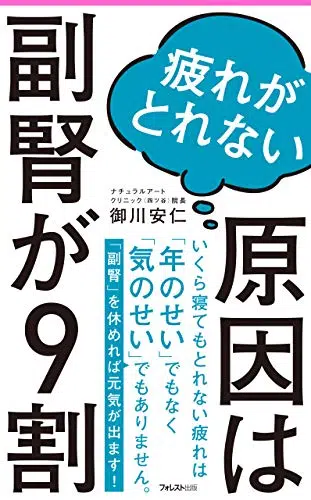 疲れが
とれない
原因は
副腎が9割
ナチュラルアート
クリニック(四ツ谷)院長
御川安仁
いくら寝てもとれない疲れは
「年のせい」でもなく
「気のせい」でもありません。
「副腎」を休めれば元気が出ます!
フォレスト出版